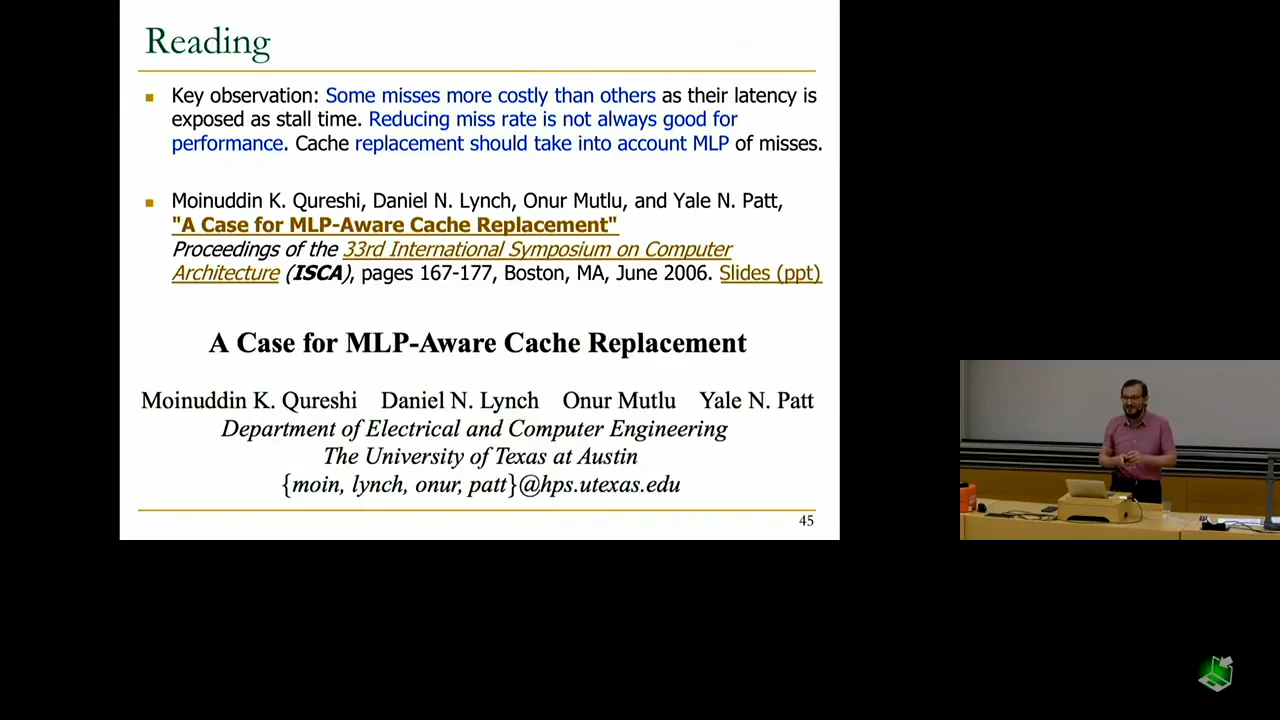 Reading
Key observation: Some misses more costly than others as their latency is
exposed as stall time. Reducing miss rate is not always good for
performance. Cache replacement should take into account MLP of misses.
Moinuddin K. Qureshi, Daniel N. Lynch, Onur Mutlu, and Yale N. Patt,
"A Case for MLP-Aware Cache Replacement"
Proceedings of the 33rd International Symposium on Computer
Architecture (ISCA), pages 167-177, Boston, MA, June 2006. Slides (ppt)
A Case for MLP-Aware Cache Replacement
Moinuddin K. Qureshi Daniel N. Lynch Onur Mutlu Yale N. Patt
Department of Electrical and Computer Engineering
The University of Texas at Austin
{moin, lynch, onur, patt}@hps.utexas.edu
45